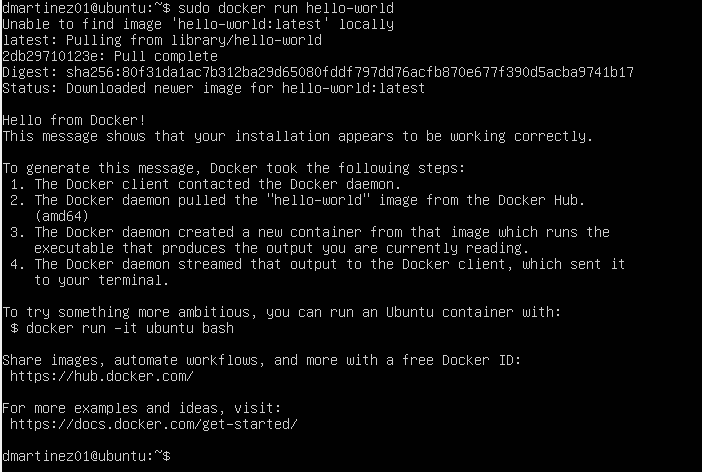 dmartinez01@ubuntu:~$ sudo docker run hello-world
Unable to find image 'hello-world:latest' locally
latest: Pulling from library/hello-world
2db29710123e: Pull complete
Digest: sha256:80f31da1ac7b312ba29d65080fddf797dd76acfb870e677f390d5acba9741b17
Status: Downloaded newer image for hello-world:latest

Hello from Docker!
This message shows that your installation appears to be working correctly.

To generate this message, Docker took the following steps:
 1. The Docker client contacted the Docker daemon.
 2. The Docker daemon pulled the "hello-world" image from the Docker Hub.
    (amd64)
 3. The Docker daemon created a new container from that image which runs the
    executable that produces the output you are currently reading.
 4. The Docker daemon streamed that output to the Docker client, which sent it
    to your terminal.

To try something more ambitious, you can run an Ubuntu container with:
 $ docker run -it ubuntu bash

Share images, automate workflows, and more with a free Docker ID:
 https://hub.docker.com/

For more examples and ideas, visit:
 https://docs.docker.com/get-started/

dmartinez01@ubuntu:~$